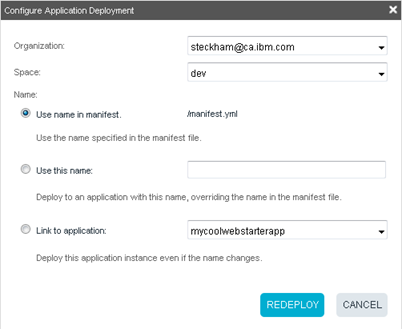 Configure Application Deployment
Organization: steckham@ca.ibm.com
Space: dev
Name:
Use name in manifest. /manifest.yml
Use the name specified in the manifest file.
Use this name:
Deploy to an application with this name, overriding the name in the manifest file.
Link to application: mycoolwebstarterapp
Deploy this application instance even if the name changes.
REDEPLOY CANCEL